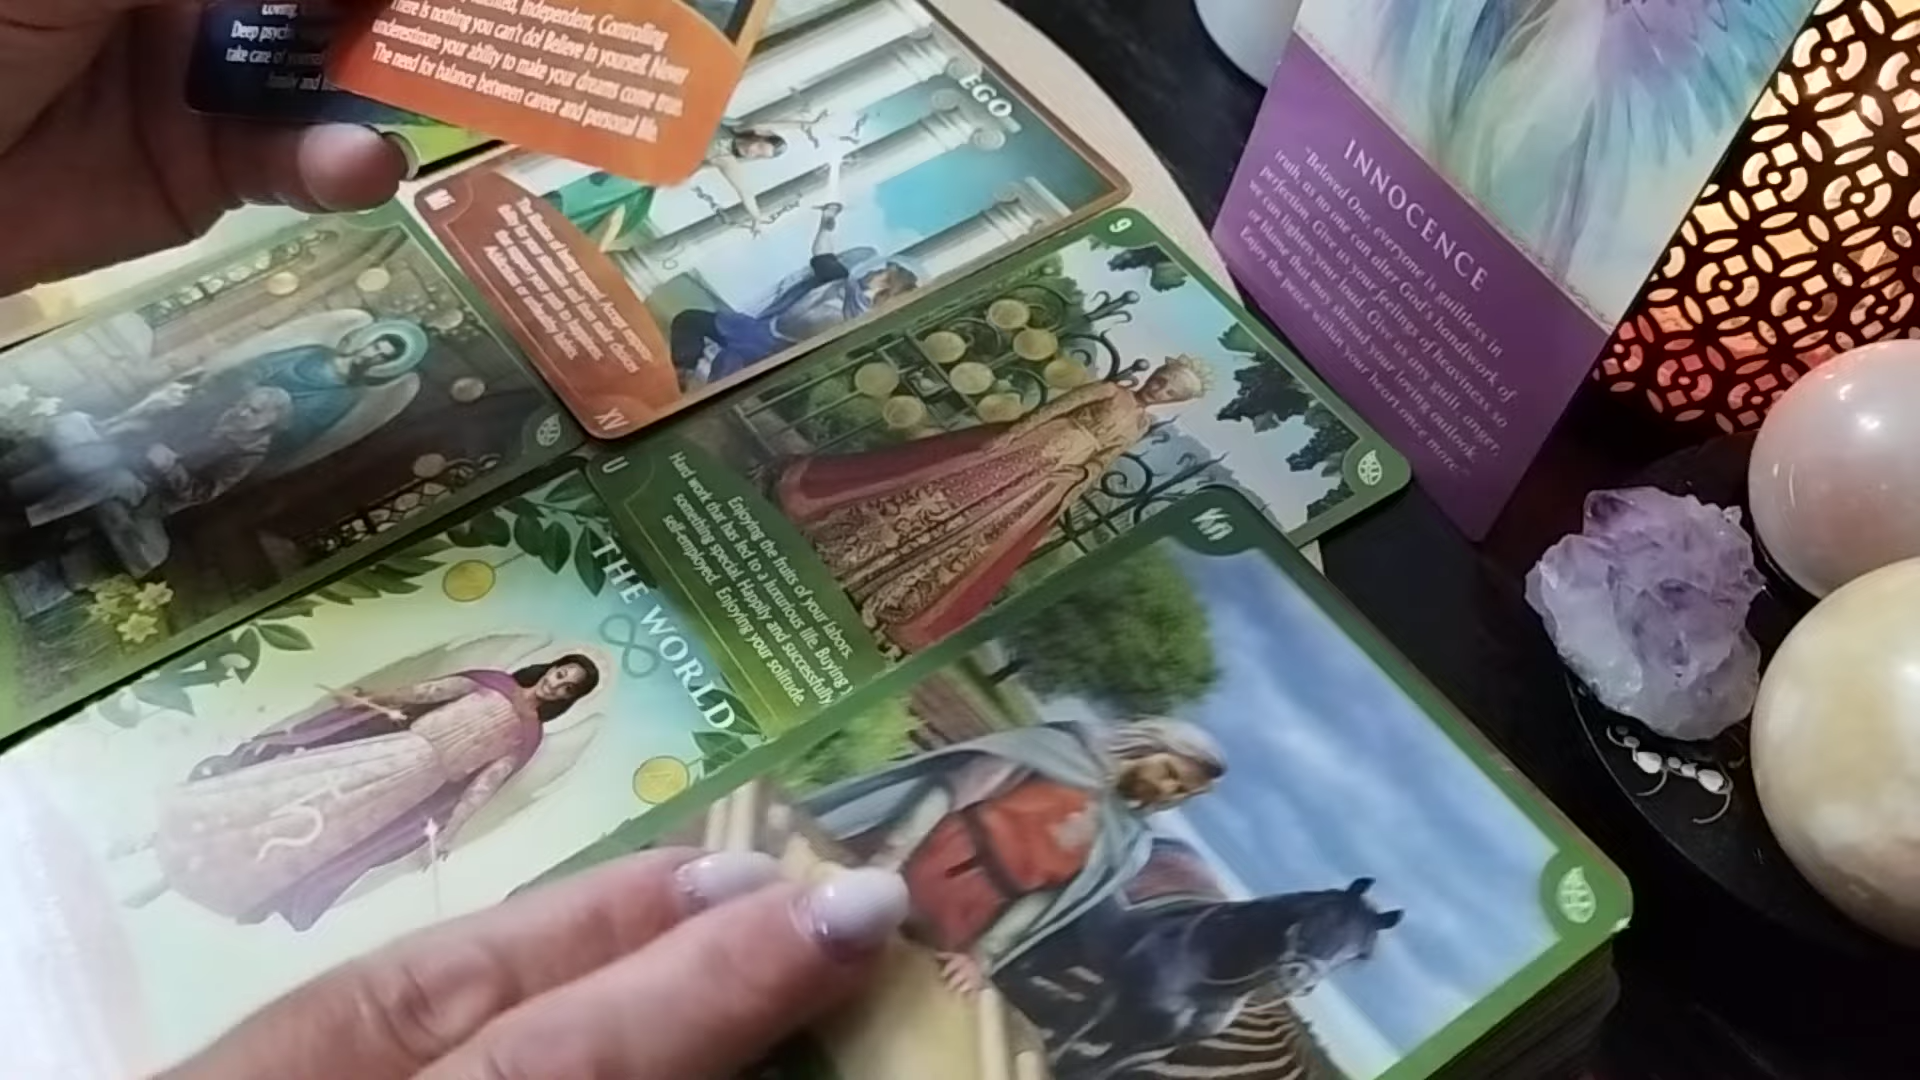 Loving,
Deep psych
take care of yourself
family and
Independent, Controlling
There is nothing you can't do! Believe in yourself. Never
underestimate your ability to make your dreams come true.
The need for balance between career and personal life.
EGO
XV
9
Enjoying the fruits of your labors.
Hard work that has led to a luxurious life. Buying
something special. Happily and successfully
self-employed. Enjoying your solitude.
THE WORLD
INNOCENCE
"Beloved One, everyone is guiltless in
truth, as no one can alter God's handiwork of
perfection. Give us your feelings of heaviness so
we can lighten your load. Give us any guilt, anger,
or blame that may shroud your loving outlook.
Enjoy the peace within your heart once more."